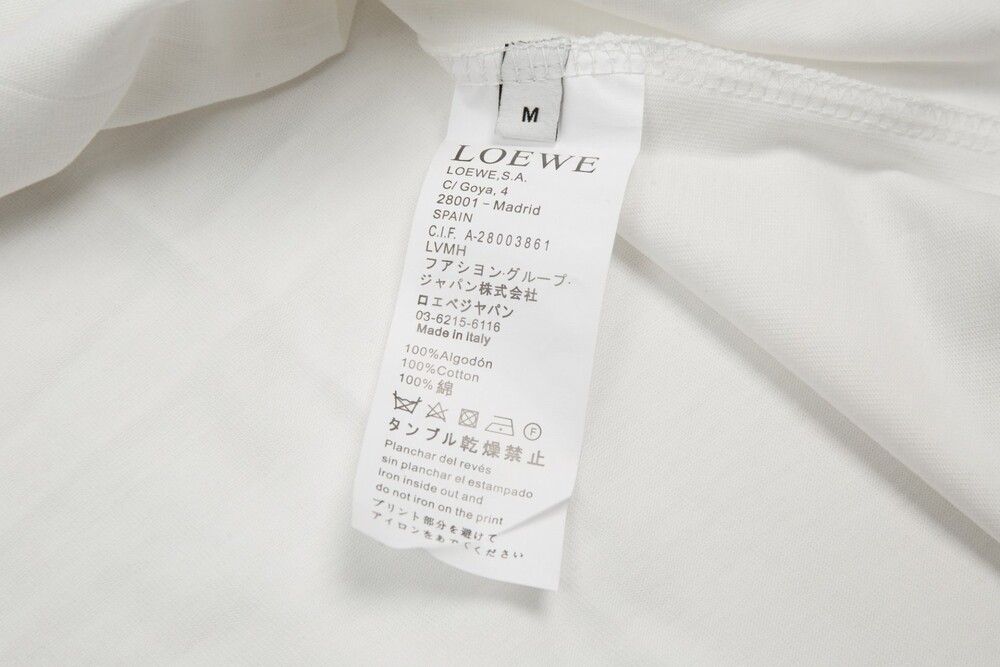 M
LOEWE
LOEWE,S.A.
C/ Goya, 4
28001 - Madrid
SPAIN
C.I.F. A-28003861
LVMH
フアシヨン・グループ・
ジャパン株式会社
ロエベジヤパン
03-6215-6116
Made in Italy
100%Algodón
100%Cotton
100% 綿
F
タンブル乾燥禁止
Planchar del revés
sin planchar el estampado
Iron inside out and
do not iron on the print
プリント部分を避けて
アイロンをあてください